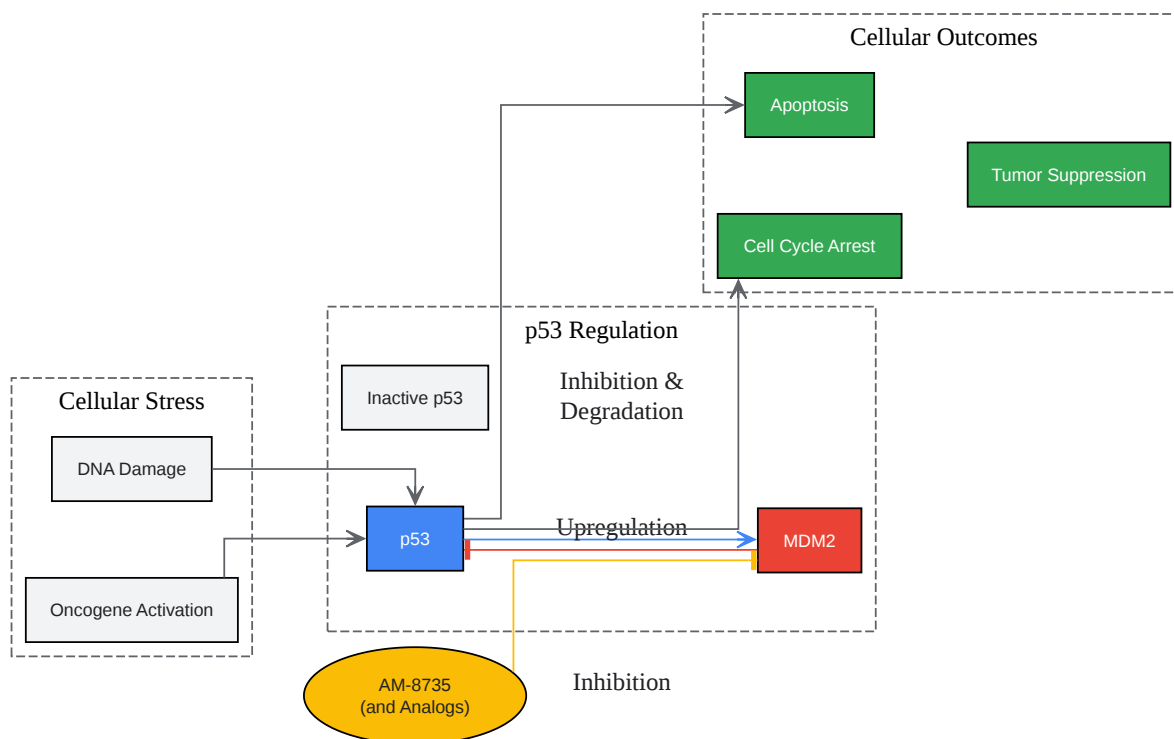 Cellular Outcomes
Apoptosis
Tumor Suppression
Cell Cycle Arrest
p53 Regulation
Inactive p53
Inhibition &
Degradation
Cellular Stress
DNA Damage
Upregulation
p53
MDM2
Oncogene Activation
AM-8735
(and Analogs)
Inhibition